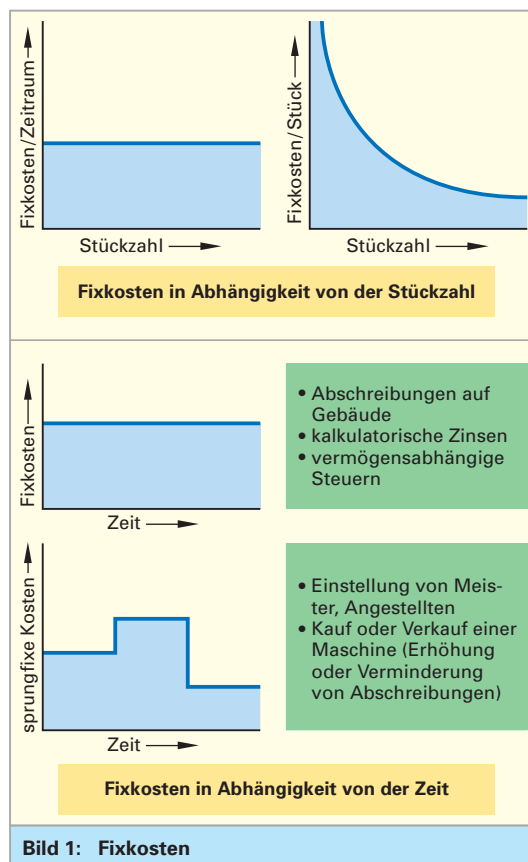 Fixkosten/Zeitraum
Stückzahl
Fixkosten/Stück
Stückzahl
Fixkosten in Abhängigkeit von der Stückzahl
Fixkosten
Zeit
• Abschreibungen auf
Gebäude
• kalkulatorische Zinsen
• vermögensabhängige
Steuern
sprungfixe Kosten
Zeit
• Einstellung von Meis-
ter, Angestellten
• Kauf oder Verkauf einer
Maschine (Erhöhung
oder Verminderung
von Abschreibungen)
Fixkosten in Abhängigkeit von der Zeit
Bild 1: Fixkosten